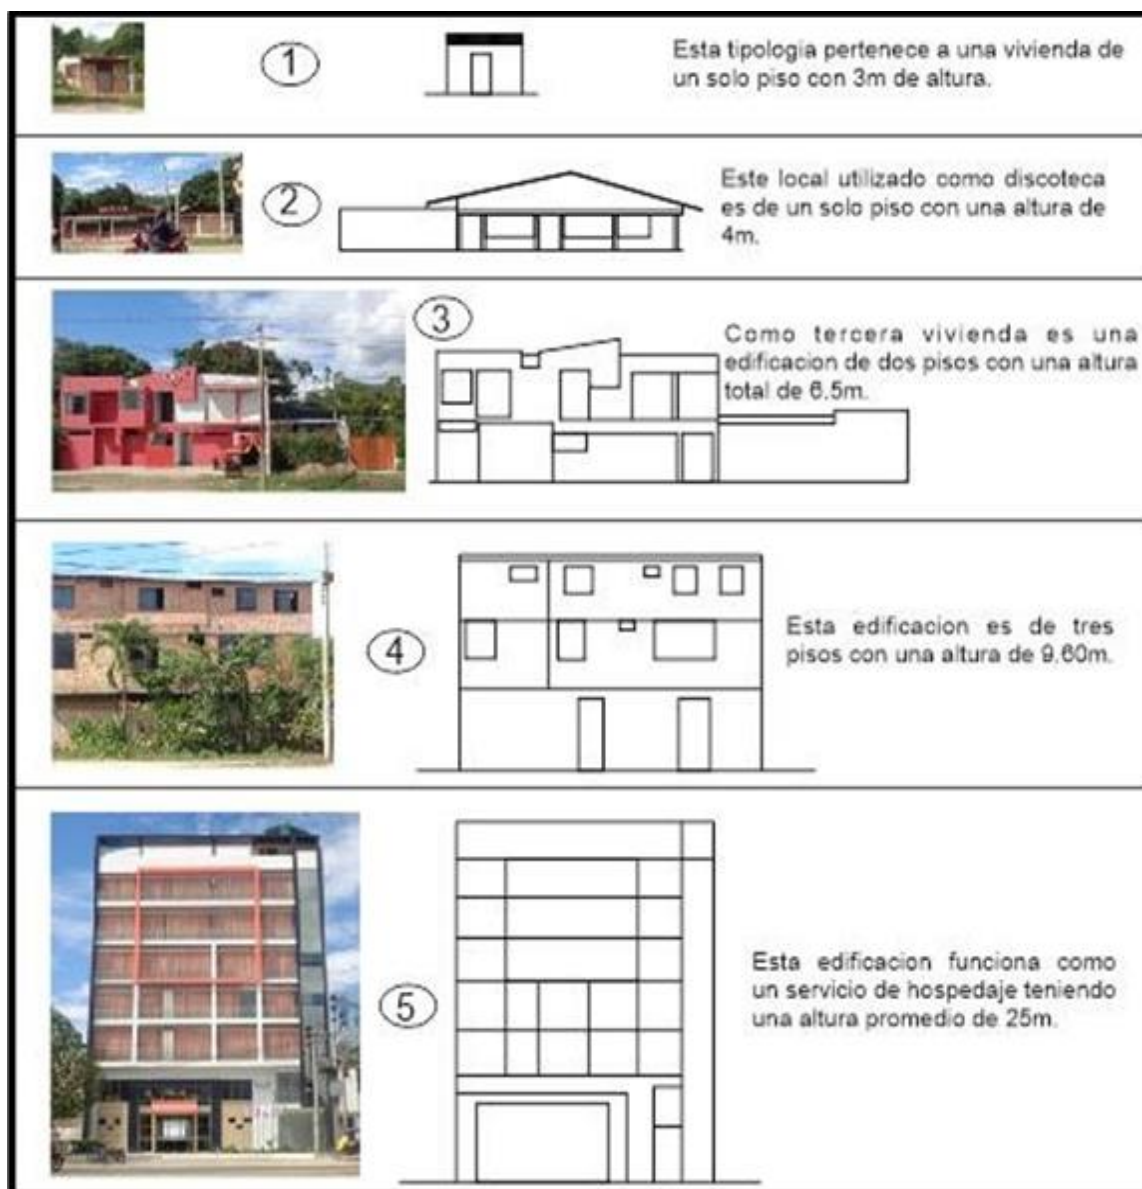 1
Esta tipologia pertenece a una vivienda de
un solo piso con 3m de altura.
2
Este local utilizado como discoteca
es de un solo piso con una altura de
4m.
3
Como tercera vivienda es una
edificacion de dos pisos con una altura
total de 6.5m.
4
Esta edificacion es de tres
pisos con una altura de 9.60m.
5
Esta edificacion funciona como
un servicio de hospedaje teniendo
una altura promedio de 25m.